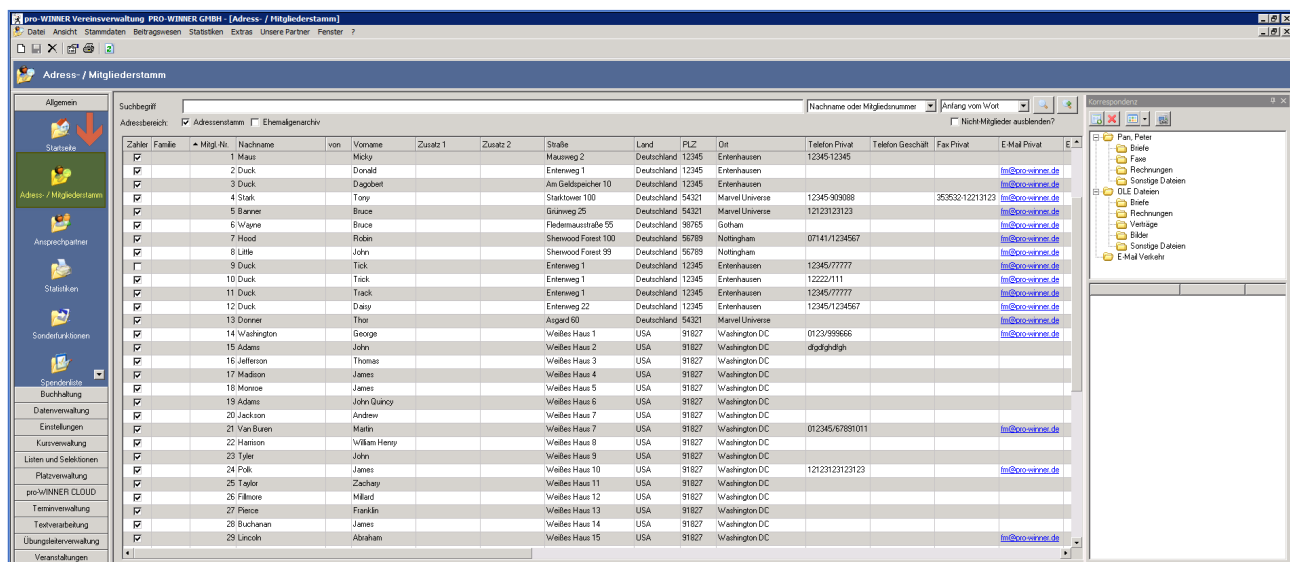 pro-WINNER Vereinsverwaltung PRO-WINNER GMBH - [Adress- / Mitgliederstamm]
Datei Ansicht Stammdaten Beitragswesen Statistiken Extras Unsere Partner Fenster ?
Adress- / Mitgliederstamm
Allgemein
Startseite
Adress- / Mitgliederstamm
Ansprechpartner
Statistiken
Sonderfunktionen
Spendenliste
Buchhaltung
Datenverwaltung
Einstellungen
Kursverwaltung
Listen und Selektionen
Platzverwaltung
pro-WINNER CLOUD
Terminverwaltung
Textverarbeitung
Übungsleiterverwaltung
Veranstaltungen
Suchbegriff Nachname oder Mitgliedsnummer Anfang vom Wort
Adressbereich: Adressenstamm Ehemaligenarchiv Nicht-Mitglieder ausblenden?
Zahler Familie Mitgl.-Nr. Nachname von Vorname Zusatz 1 Zusatz 2 Straße Land PLZ Ort Telefon Privat Telefon Geschäft Fax Privat E-Mail Privat E
1 Maus Micky Mausweg 2 Deutschland 12345 Entenhausen 12345-12345
2 Duck Donald Entenweg 1 Deutschland 12345 Entenhausen fm@pro-winner.de
3 Duck Dagobert Am Geldspeicher 10 Deutschland 12345 Entenhausen fm@pro-winner.de
4 Stark Tony Starktower 100 Deutschland 54321 Marvel Universe 12345-909088 353532-12213123 fm@pro-winner.de
5 Banner Bruce Grünweg 25 Deutschland 54321 Marvel Universe 12123123123 fm@pro-winner.de
6 Wayne Bruce Fledermausstraße 55 Deutschland 98765 Gotham fm@pro-winner.de
7 Hood Robin Sherwood Forest 100 Deutschland 56789 Nottingham 07141/1234567 fm@pro-winner.de
8 Little John Sherwood Forest 99 Deutschland 56789 Nottingham fm@pro-winner.de
9 Duck Tick Entenweg 1 Deutschland 12345 Entenhausen 12345/77777 fm@pro-winner.de
10 Duck Trick Entenweg 1 Deutschland 12345 Entenhausen 12222/111 fm@pro-winner.de
11 Duck Track Entenweg 1 Deutschland 12345 Entenhausen 12345/77777 fm@pro-winner.de
12 Duck Daisy Entenweg 22 Deutschland 12345 Entenhausen 12345/1234567 fm@pro-winner.de
13 Donner Thor Asgard 60 Deutschland 54321 Marvel Universe fm@pro-winner.de
14 Washington George Weißes Haus 1 USA 91827 Washington DC 0123/999666 fm@pro-winner.de
15 Adams John Weißes Haus 2 USA 91827 Washington DC dfgdfghdfgh
16 Jefferson Thomas Weißes Haus 3 USA 91827 Washington DC
17 Madison James Weißes Haus 4 USA 91827 Washington DC
18 Monroe James Weißes Haus 5 USA 91827 Washington DC
19 Adams John Quincy Weißes Haus 6 USA 91827 Washington DC
20 Jackson Andrew Weißes Haus 7 USA 91827 Washington DC
21 Van Buren Martin Weißes Haus 7 USA 91827 Washington DC 012345/67891011 fm@pro-winner.de
22 Harrison William Henry Weißes Haus 8 USA 91827 Washington DC
23 Tyler John Weißes Haus 9 USA 91827 Washington DC
24 Polk James Weißes Haus 10 USA 91827 Washington DC 12123123123123 fm@pro-winner.de
25 Taylor Zachary Weißes Haus 11 USA 91827 Washington DC
26 Fillmore Millard Weißes Haus 12 USA 91827 Washington DC
27 Pierce Franklin Weißes Haus 13 USA 91827 Washington DC
28 Buchanan James Weißes Haus 14 USA 91827 Washington DC
29 Lincoln Abraham Weißes Haus 15 USA 91827 Washington DC fm@pro-winner.de
Korrespondenz
Pan, Peter
Briefe
Faxe
Rechnungen
Sonstige Dateien
OLE Dateien
Briefe
Rechnungen
Verträge
Bilder
Sonstige Dateien
E-Mail Verkehr